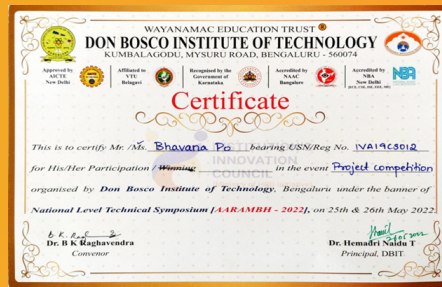 WAYANAMAC EDUCATION TRUST ®
DON BOSCO INSTITUTE OF TECHNOLOGY
KUMBALAGODU, MYSURU ROAD, BENGALURU - 560074
Approved by AICTE New Delhi
Affiliated to VTU Belagavi
Recognised by the Government of Karnataka
Accredited by NAAC Bangalore
Accredited by NBA New Delhi
NBA
Certificate
This is to certify Mr. /Ms. Bhavana Po bearing USN/Reg No. 1VA19CS012
INNOVATION
COUNCIL
for His/Her Participation / Winning in the event Project competition
organised by Don Bosco Institute of Technology, Bengaluru under the banner of
National Level Technical Symposium [AARAMBH - 2022], on 25th & 26th May 2022.
Dr. B K Raghavendra
Convenor
Dr. Hemadri Naidu T
Principal, DBIT